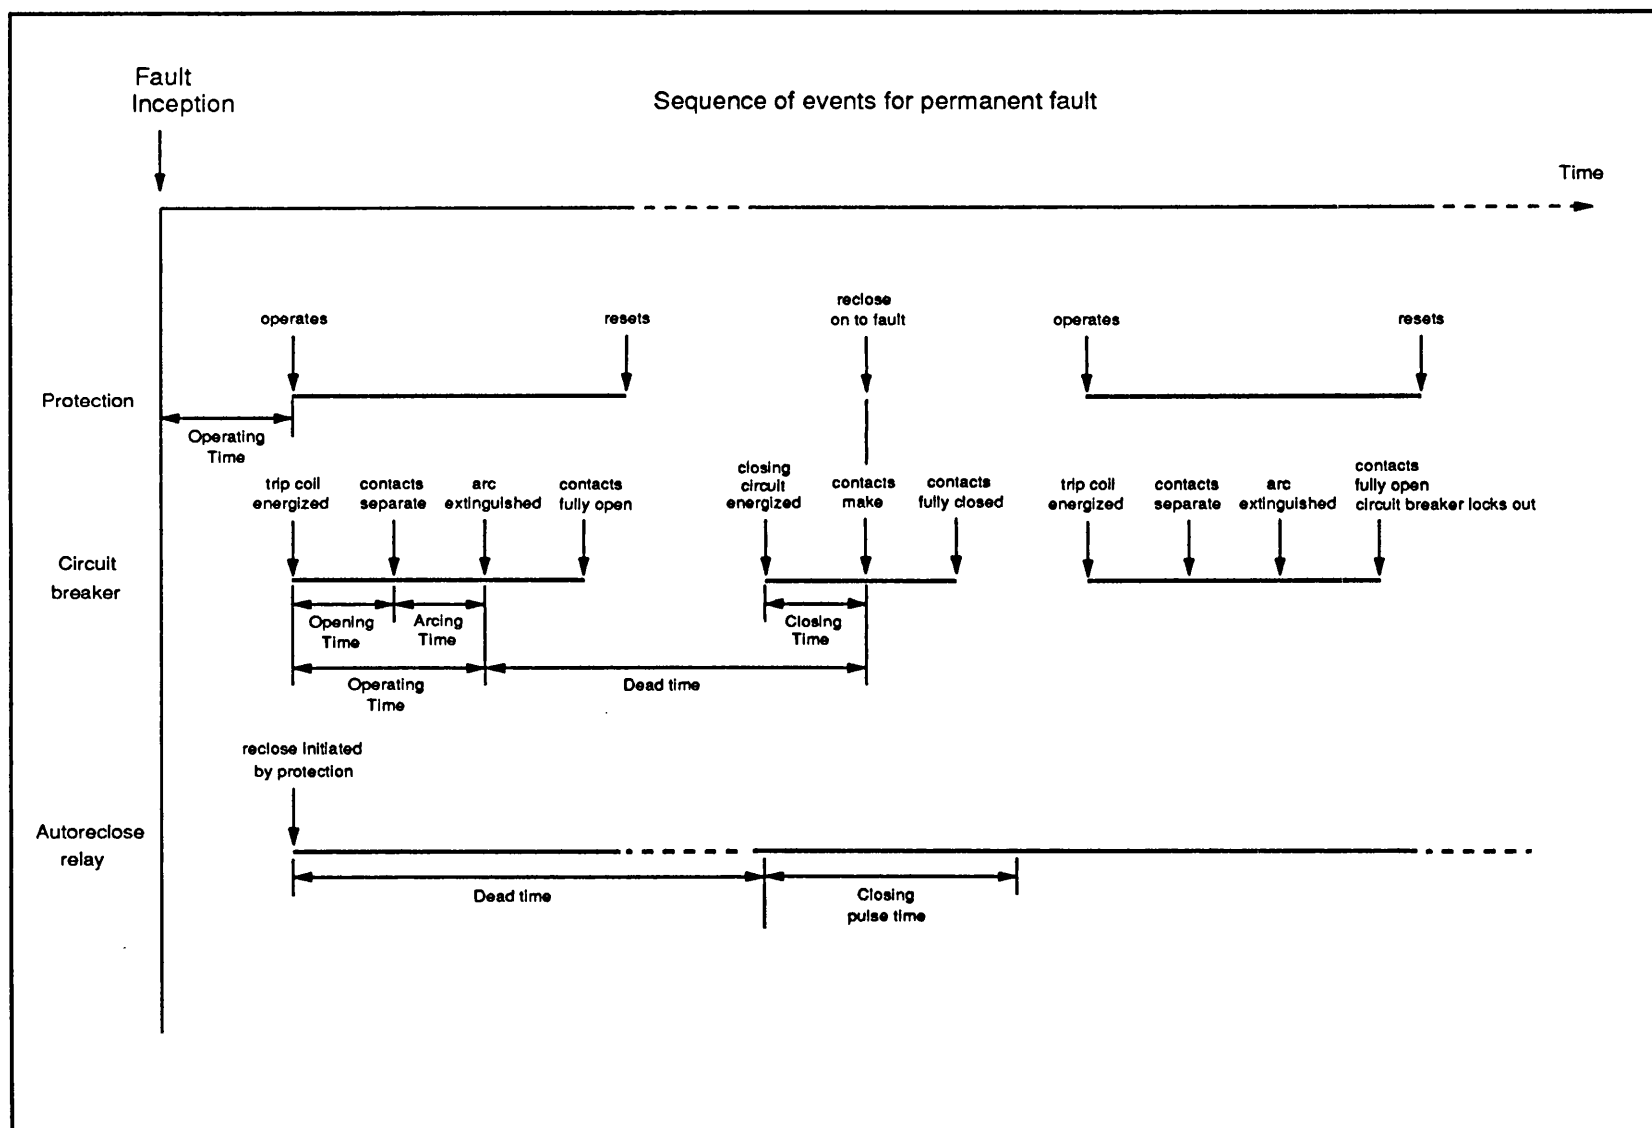 Fault
Inception
Sequence of events for permanent fault
Time
operates
resets
reclose
on to fault
operates
resets
Protection
Operating
Time
trip coil
energized
contacts
separate
arc
extinguished
contacts
fully open
closing
circuit
energized
contacts
make
contacts
fully closed
trip coil
energized
contacts
separate
arc
extinguished
contacts
fully open
circuit breaker locks out
Circuit
breaker
Opening
Time
Arcing
Time
Closing
Time
Operating
Time
Dead time
reclose initiated
by protection
Autoreclose
relay
Dead time
Closing
pulse time